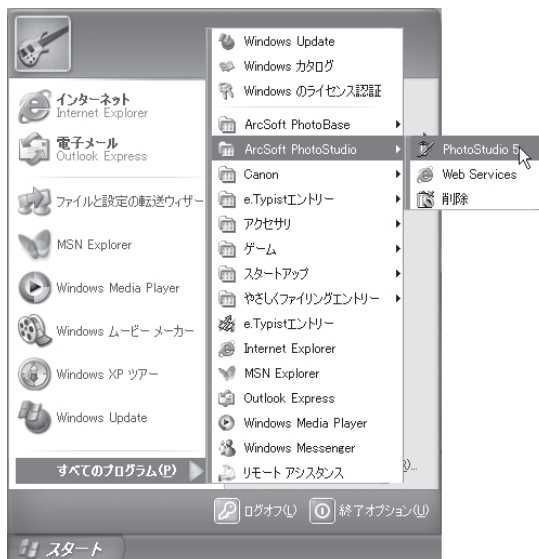 インターネット
Internet Explorer
電子メール
Outlook Express
ファイルと設定の転送ウィザー
MSN Explorer
Windows Media Player
Windows ムービー メーカー
Windows XP ツアー
Windows Update
すべてのプログラム(P)
Windows Update
Windows カタログ
Windows のライセンス認証
ArcSoft PhotoBase
ArcSoft PhotoStudio
Canon
e.Typistエントリー
アクセサリ
ゲーム
スタートアップ
やさしくファイリングエントリー
e.Typistエントリー
Internet Explorer
MSN Explorer
Outlook Express
Windows Media Player
Windows Messenger
リモート アシスタンス
PhotoStudio 5
Web Services
削除
ログオフ(L)
終了オプション(U)
スタート